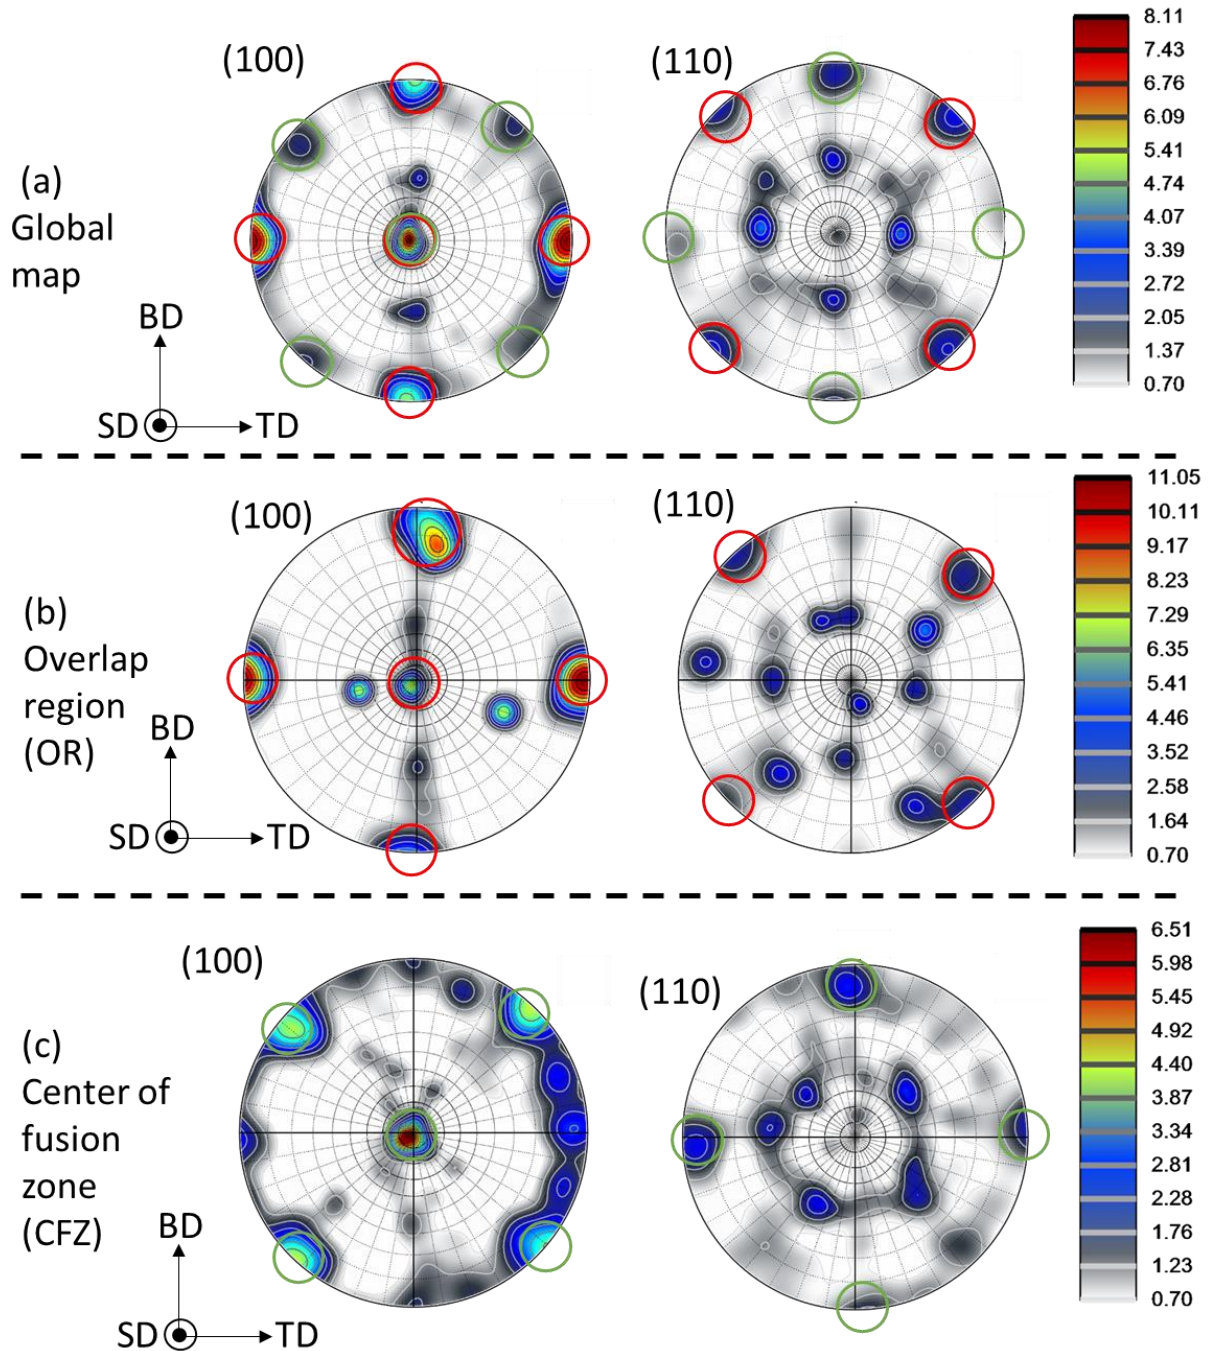 (100)
(110)
8.11
7.43
6.76
6.09
5.41
4.74
4.07
3.39
2.72
2.05
1.37
0.70
(a)
Global
map
BD
SD
TD
(100)
(110)
11.05
10.11
9.17
8.23
7.29
6.35
5.41
4.46
3.52
2.58
1.64
0.70
(b)
Overlap
region
(OR)
BD
SD
TD
(100)
(110)
6.51
5.98
5.45
4.92
4.40
3.87
3.34
2.81
2.28
1.76
1.23
0.70
(c)
Center of
fusion
zone
(CFZ)
BD
SD
TD